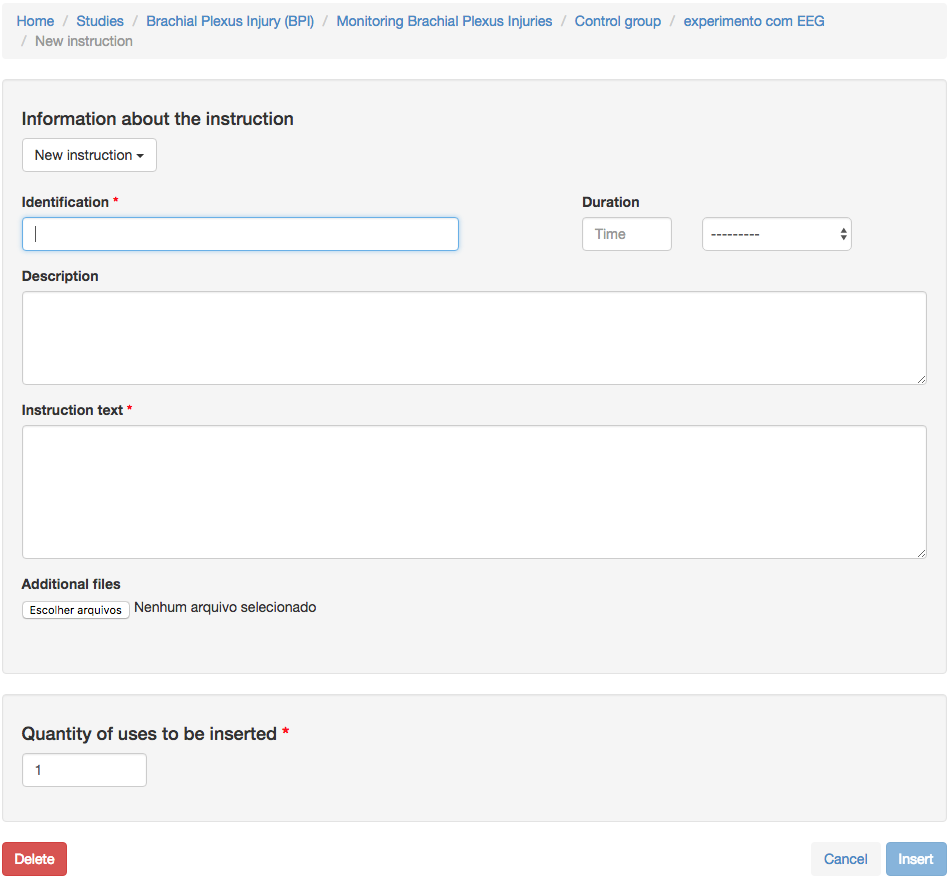 Home / Studies / Brachial Plexus Injury (BPI) / Monitoring Brachial Plexus Injuries / Control group / experimento com EEG
/ New instruction
Information about the instruction
New instruction
Identification *
Duration
Time
---------
Description
Instruction text *
Additional files
Escolher arquivos Nenhum arquivo selecionado
Quantity of uses to be inserted *
1
Delete
Cancel
Insert